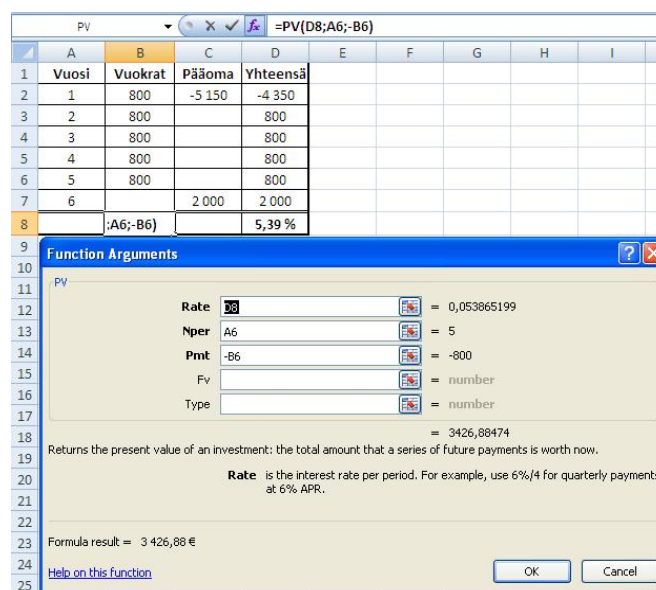 PV =PV(D8;A6;-B6)
A B C D E F G H I
1 Vuosi Vuokrat Pääoma Yhteensä
2 1 800 -5 150 -4 350
3 2 800 800
4 3 800 800
5 4 800 800
6 5 800 800
7 6 2 000 2 000
8 ;A6;-B6) 5,39 %
9
Function Arguments
10
11
PV
12
Rate D8 = 0,053865199
13
Nper A6 = 5
14
Pmt -B6 = -800
15
Fv = number
16
Type = number
17
18
= 3426,88474
19
Returns the present value of an investment: the total amount that a series of future payments is worth now.
20
Rate is the interest rate per period. For example, use 6%/4 for quarterly payments
at 6% APR.
21
22
23
Formula result = 3 426,88 €
24
Help on this function OK Cancel
25